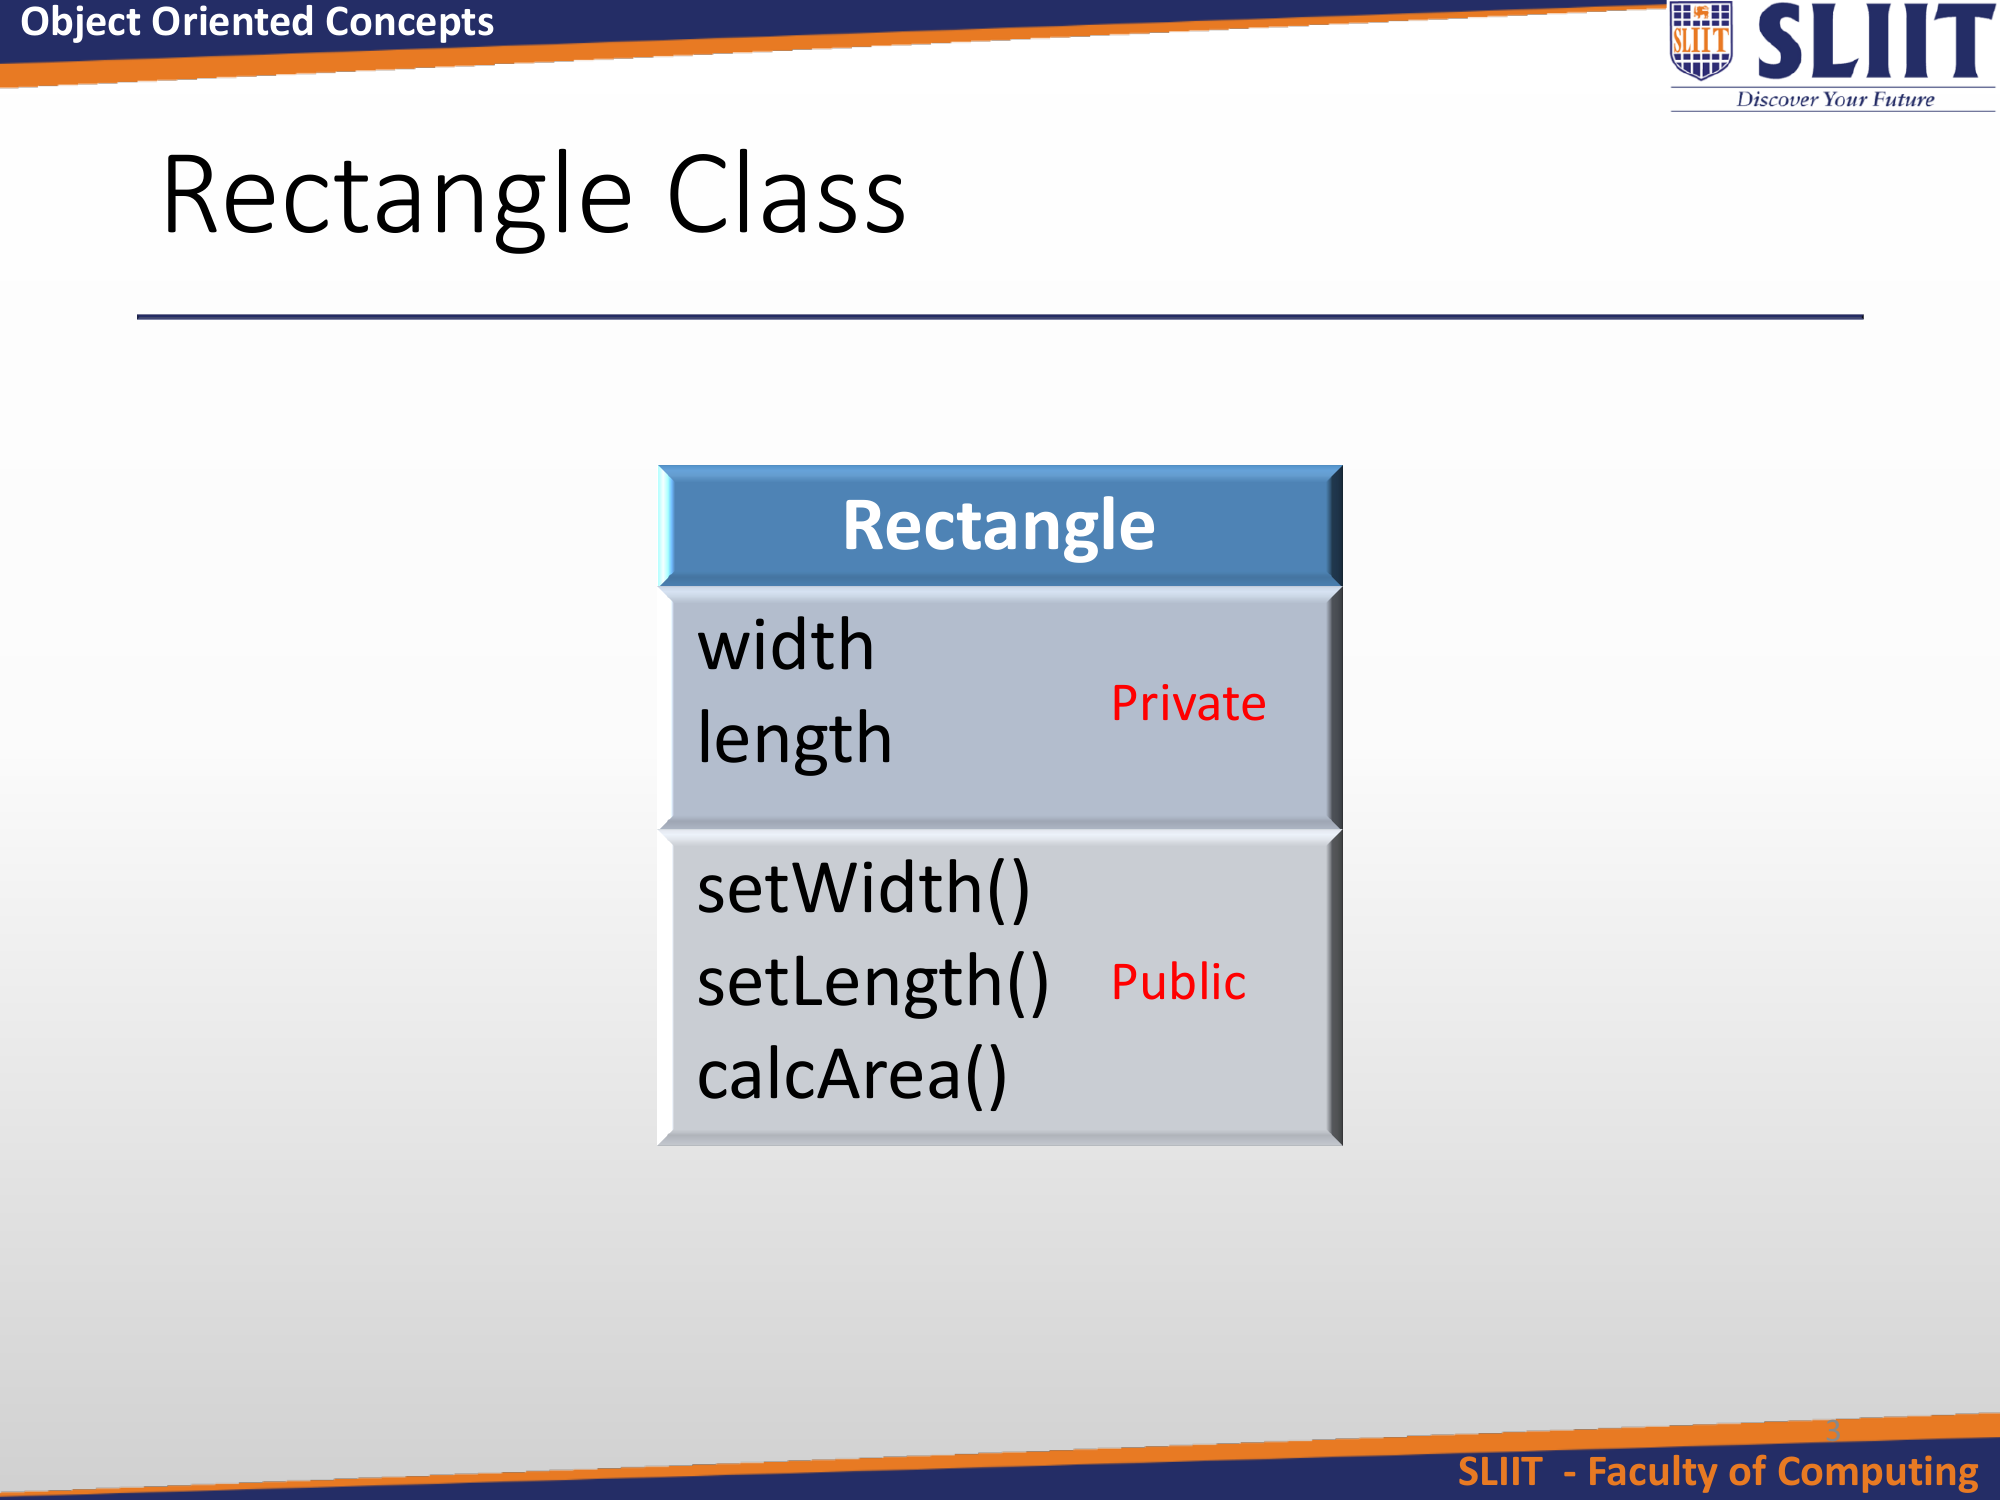 Object Oriented Concepts
SLIIT
SLIIT
Discover Your Future
Rectangle Class
Rectangle
width
length
Private
setWidth()
setLength()
Public
calcArea()
3
SLIIT - Faculty of Computing